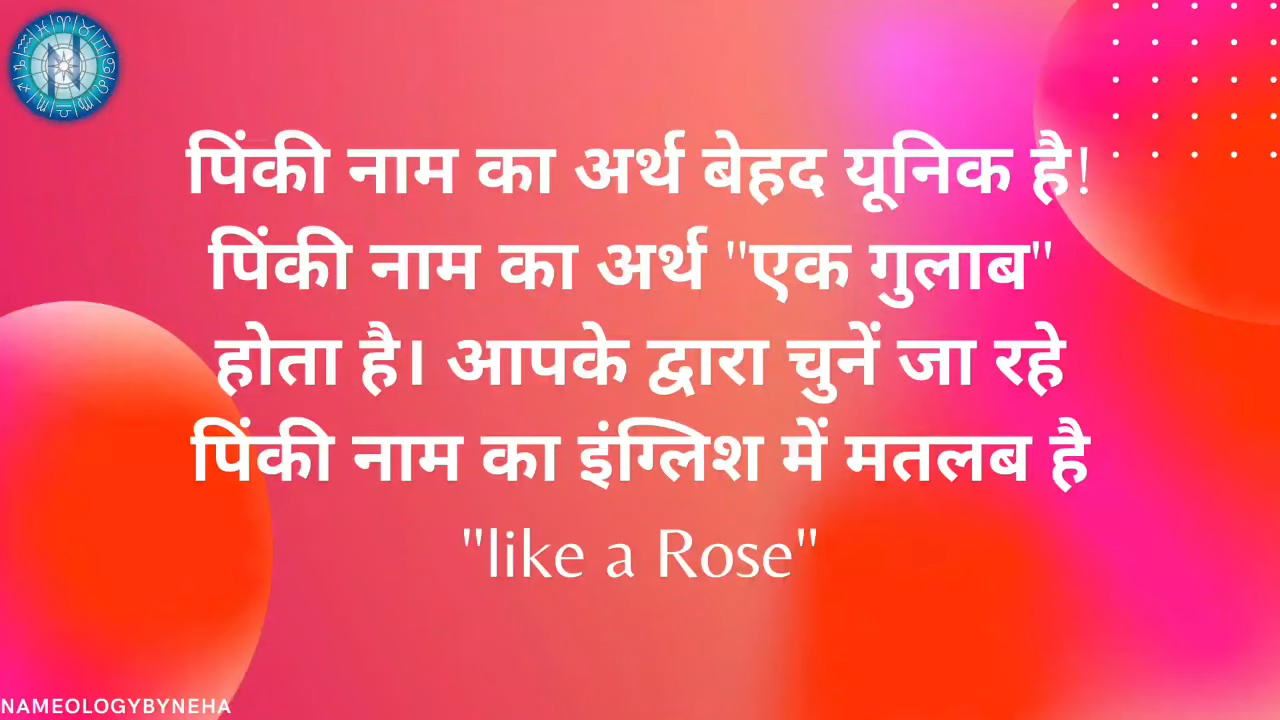 पिंकी नाम का अर्थ बेहद यूनिक है!
पिंकी नाम का अर्थ "एक गुलाब"
होता है। आपके द्वारा चुनें जा रहे
पिंकी नाम का इंग्लिश में मतलब है
"like a Rose"
NAMEOLOGYBYNEHA